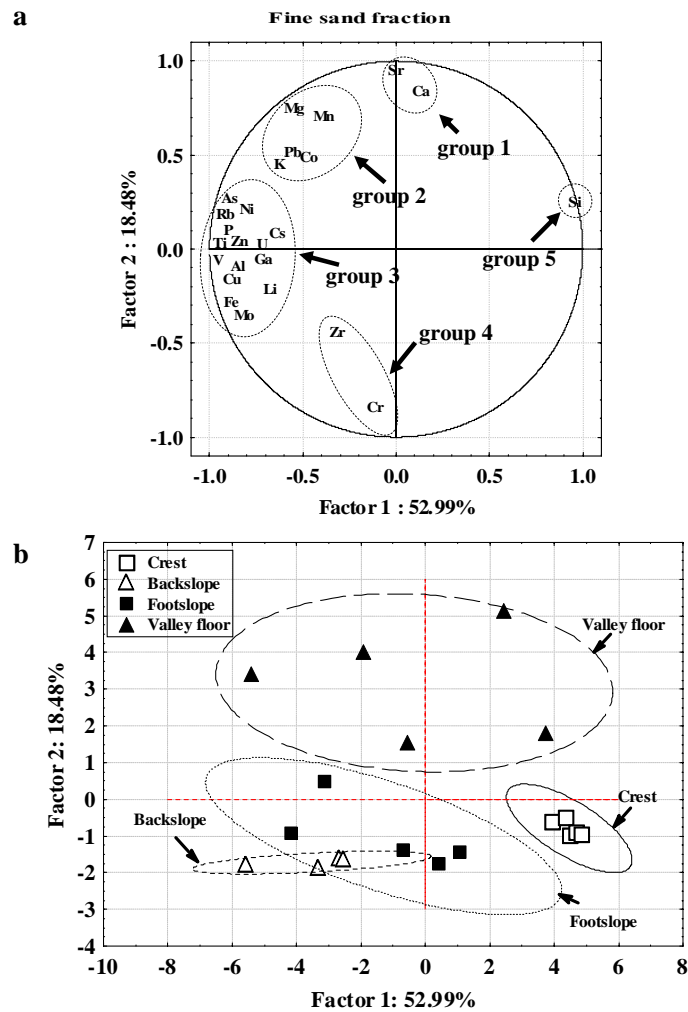 a
Fine sand fraction
1.0
0.5
0.0
-0.5
-1.0
Factor 2 : 18.48%
Sr
Ca
group 1
Mg
Mn
Pb Co
K
group 2
Si
group 5
As
Rb Ni
P
Cs
Ti Zn U
V Al Ga
Cu
Li
Fe
Mo
group 3
Zr
group 4
Cr
-1.0 -0.5 0.0 0.5 1.0
Factor 1 : 52.99%
b
7
6
5
4
3
2
1
0
-1
-2
-3
-4
Factor 2: 18.48%
Crest
Backslope
Footslope
Valley floor
Valley floor
Crest
Backslope
Footslope
-10 -8 -6 -4 -2 0 2 4 6 8
Factor 1: 52.99%